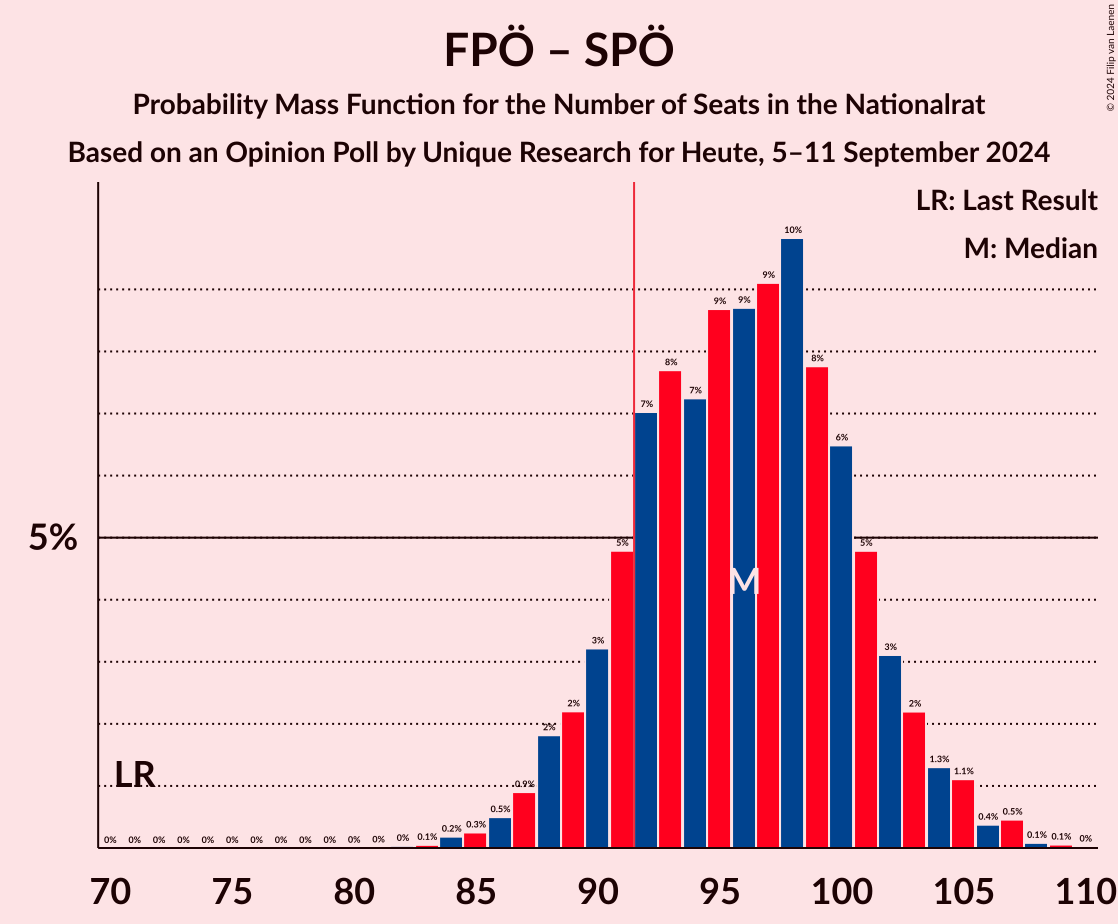 FPÖ – SPÖ
Probability Mass Function for the Number of Seats in the Nationalrat
Based on an Opinion Poll by Unique Research for Heute, 5–11 September 2024
© 2024 Filip van Laenen
LR: Last Result
M: Median
5%
LR
M
0% 0% 0% 0% 0% 0% 0% 0% 0% 0% 0% 0% 0% 0.1% 0.2% 0.3% 0.5% 0.9% 2% 2% 3% 5% 7% 8% 7% 9% 9% 9% 10% 8% 6% 5% 3% 2% 1.3% 1.1% 0.4% 0.5% 0.1% 0.1% 0%
70 75 80 85 90 95 100 105 110